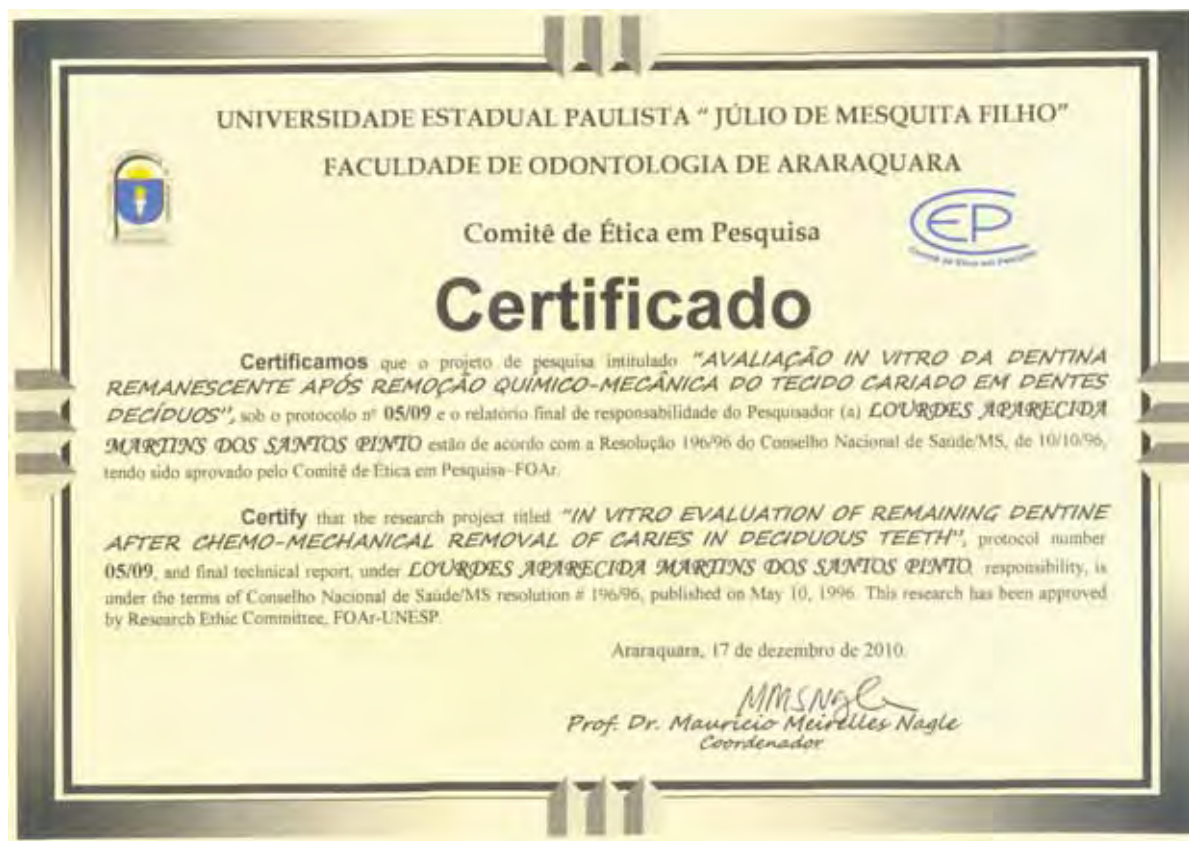 UNIVERSIDADE ESTADUAL PAULISTA “ JÚLIO DE MESQUITA FILHO”
FACULDADE DE ODONTOLOGIA DE ARARAQUARA
CEP
Comitê de Ética em Pesquisa
Comitê de Ética em Pesquisa
Certificado
Certificamos que o projeto de pesquisa intitulado "AVALIAÇÃO IN VITRO DA DENTINA
REMANESCENTE APÓS REMOÇÃO QUÍMICO-MECÂNICA DO TECIDO CARIADO EM DENTES
DECÍDUOS", sob o protocolo nº 05/09 e o relatório final de responsabilidade do Pesquisador (a) LOURDES APARECIDA
MARTINS DOS SANTOS PINTO estão de acordo com a Resolução 196/96 do Conselho Nacional de Saúde/MS, de 10/10/96,
tendo sido aprovado pelo Comitê de Ética em Pesquisa-FOAr.
Certify that the research project titled "IN VITRO EVALUATION OF REMAINING DENTINE
AFTER CHEMO-MECHANICAL REMOVAL OF CARIES IN DECIDUOUS TEETH", protocol number
05/09, and final technical report, under LOURDES APARECIDA MARTINS DOS SANTOS PINTO, responsibility, is
under the terms of Conselho Nacional de Saúde/MS resolution # 196/96, published on May 10, 1996. This research has been approved
by Research Ethic Committee, FOAr-UNESP.
Araraquara, 17 de dezembro de 2010.
MMSNagle
Prof. Dr. Mauricio Meirelles Nagle
Coordenador